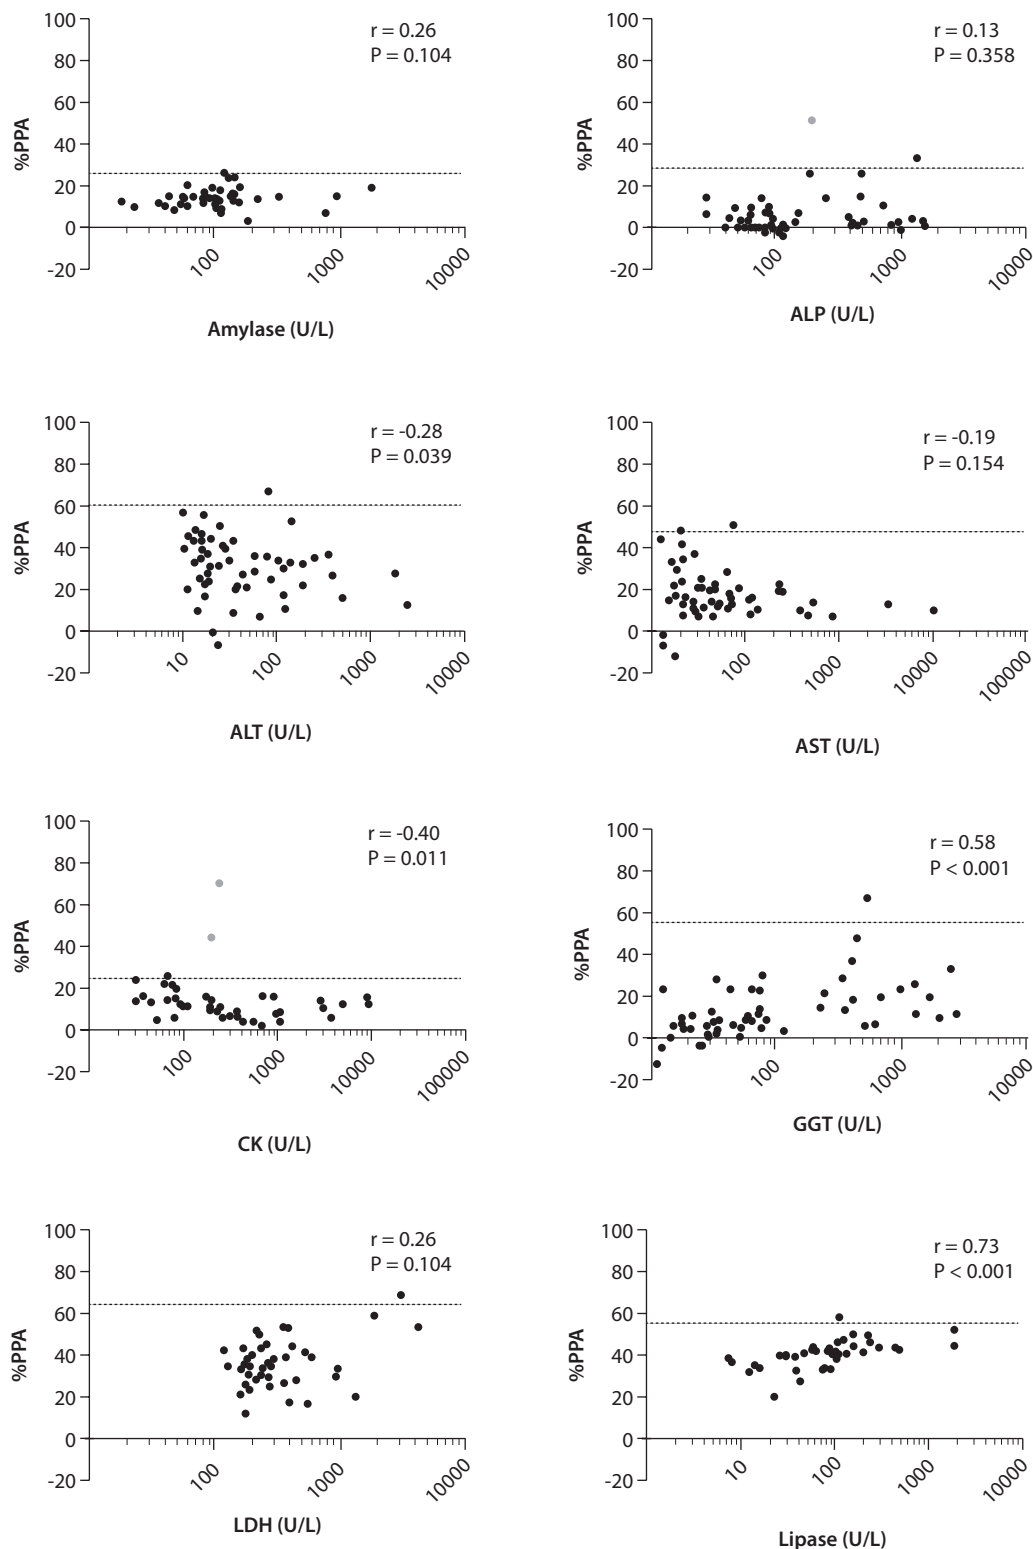 100
80
60
40
20
0
-20
%PPA
r = 0.26
P = 0.104
100
1000
10000
Amylase (U/L)
100
80
60
40
20
0
-20
%PPA
r = 0.13
P = 0.358
100
1000
10000
ALP (U/L)
100
80
60
40
20
0
-20
%PPA
r = -0.28
P = 0.039
10
100
1000
10000
ALT (U/L)
100
80
60
40
20
0
-20
%PPA
r = -0.19
P = 0.154
100
1000
10000
100000
AST (U/L)
100
80
60
40
20
0
-20
%PPA
r = -0.40
P = 0.011
100
1000
10000
100000
CK (U/L)
100
80
60
40
20
0
-20
%PPA
r = 0.58
P < 0.001
100
1000
10000
GGT (U/L)
100
80
60
40
20
0
-20
%PPA
r = 0.26
P = 0.104
100
1000
10000
LDH (U/L)
100
80
60
40
20
0
-20
%PPA
r = 0.73
P < 0.001
10
100
1000
10000
Lipase (U/L)